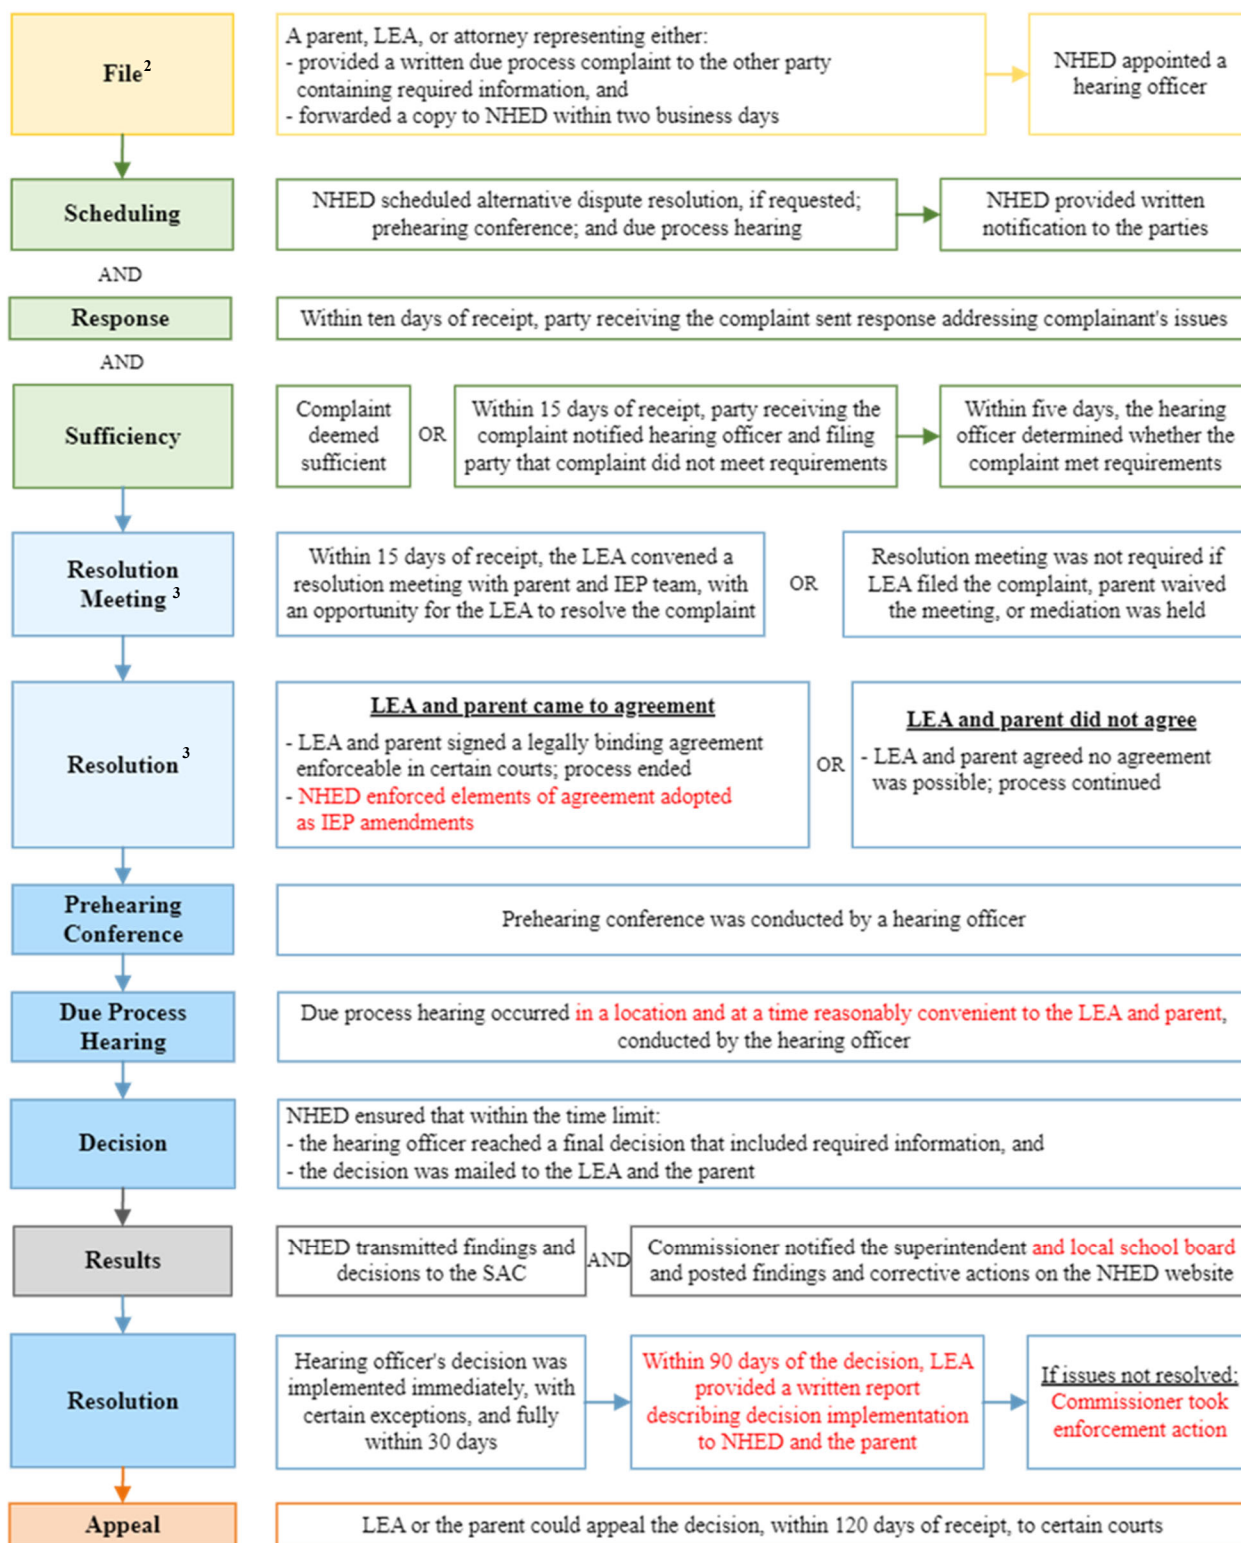 File²
A parent, LEA, or attorney representing either:
- provided a written due process complaint to the other party
containing required information, and
- forwarded a copy to NHED within two business days
NHED appointed a
hearing officer
Scheduling
NHED scheduled alternative dispute resolution, if requested;
prehearing conference; and due process hearing
NHED provided written
notification to the parties
AND
Response
Within ten days of receipt, party receiving the complaint sent response addressing complainant's issues
AND
Sufficiency
Complaint
deemed
sufficient
OR
Within 15 days of receipt, party receiving the
complaint notified hearing officer and filing
party that complaint did not meet requirements
Within five days, the hearing
officer determined whether the
complaint met requirements
Resolution
Meeting ³
Within 15 days of receipt, the LEA convened a
resolution meeting with parent and IEP team, with
an opportunity for the LEA to resolve the complaint
OR
Resolution meeting was not required if
LEA filed the complaint, parent waived
the meeting, or mediation was held
Resolution³
LEA and parent came to agreement
- LEA and parent signed a legally binding agreement
enforceable in certain courts; process ended
- NHED enforced elements of agreement adopted
as IEP amendments
OR
LEA and parent did not agree
- LEA and parent agreed no agreement
was possible; process continued
Prehearing
Conference
Prehearing conference was conducted by a hearing officer
Due Process
Hearing
Due process hearing occurred in a location and at a time reasonably convenient to the LEA and parent,
conducted by the hearing officer
Decision
NHED ensured that within the time limit:
- the hearing officer reached a final decision that included required information, and
- the decision was mailed to the LEA and the parent
Results
NHED transmitted findings and
decisions to the SAC
AND
Commissioner notified the superintendent and local school board
and posted findings and corrective actions on the NHED website
Resolution
Hearing officer's decision was
implemented immediately, with
certain exceptions, and fully
within 30 days
Within 90 days of the decision, LEA
provided a written report
describing decision implementation
to NHED and the parent
If issues not resolved:
Commissioner took
enforcement action
Appeal
LEA or the parent could appeal the decision, within 120 days of receipt, to certain courts